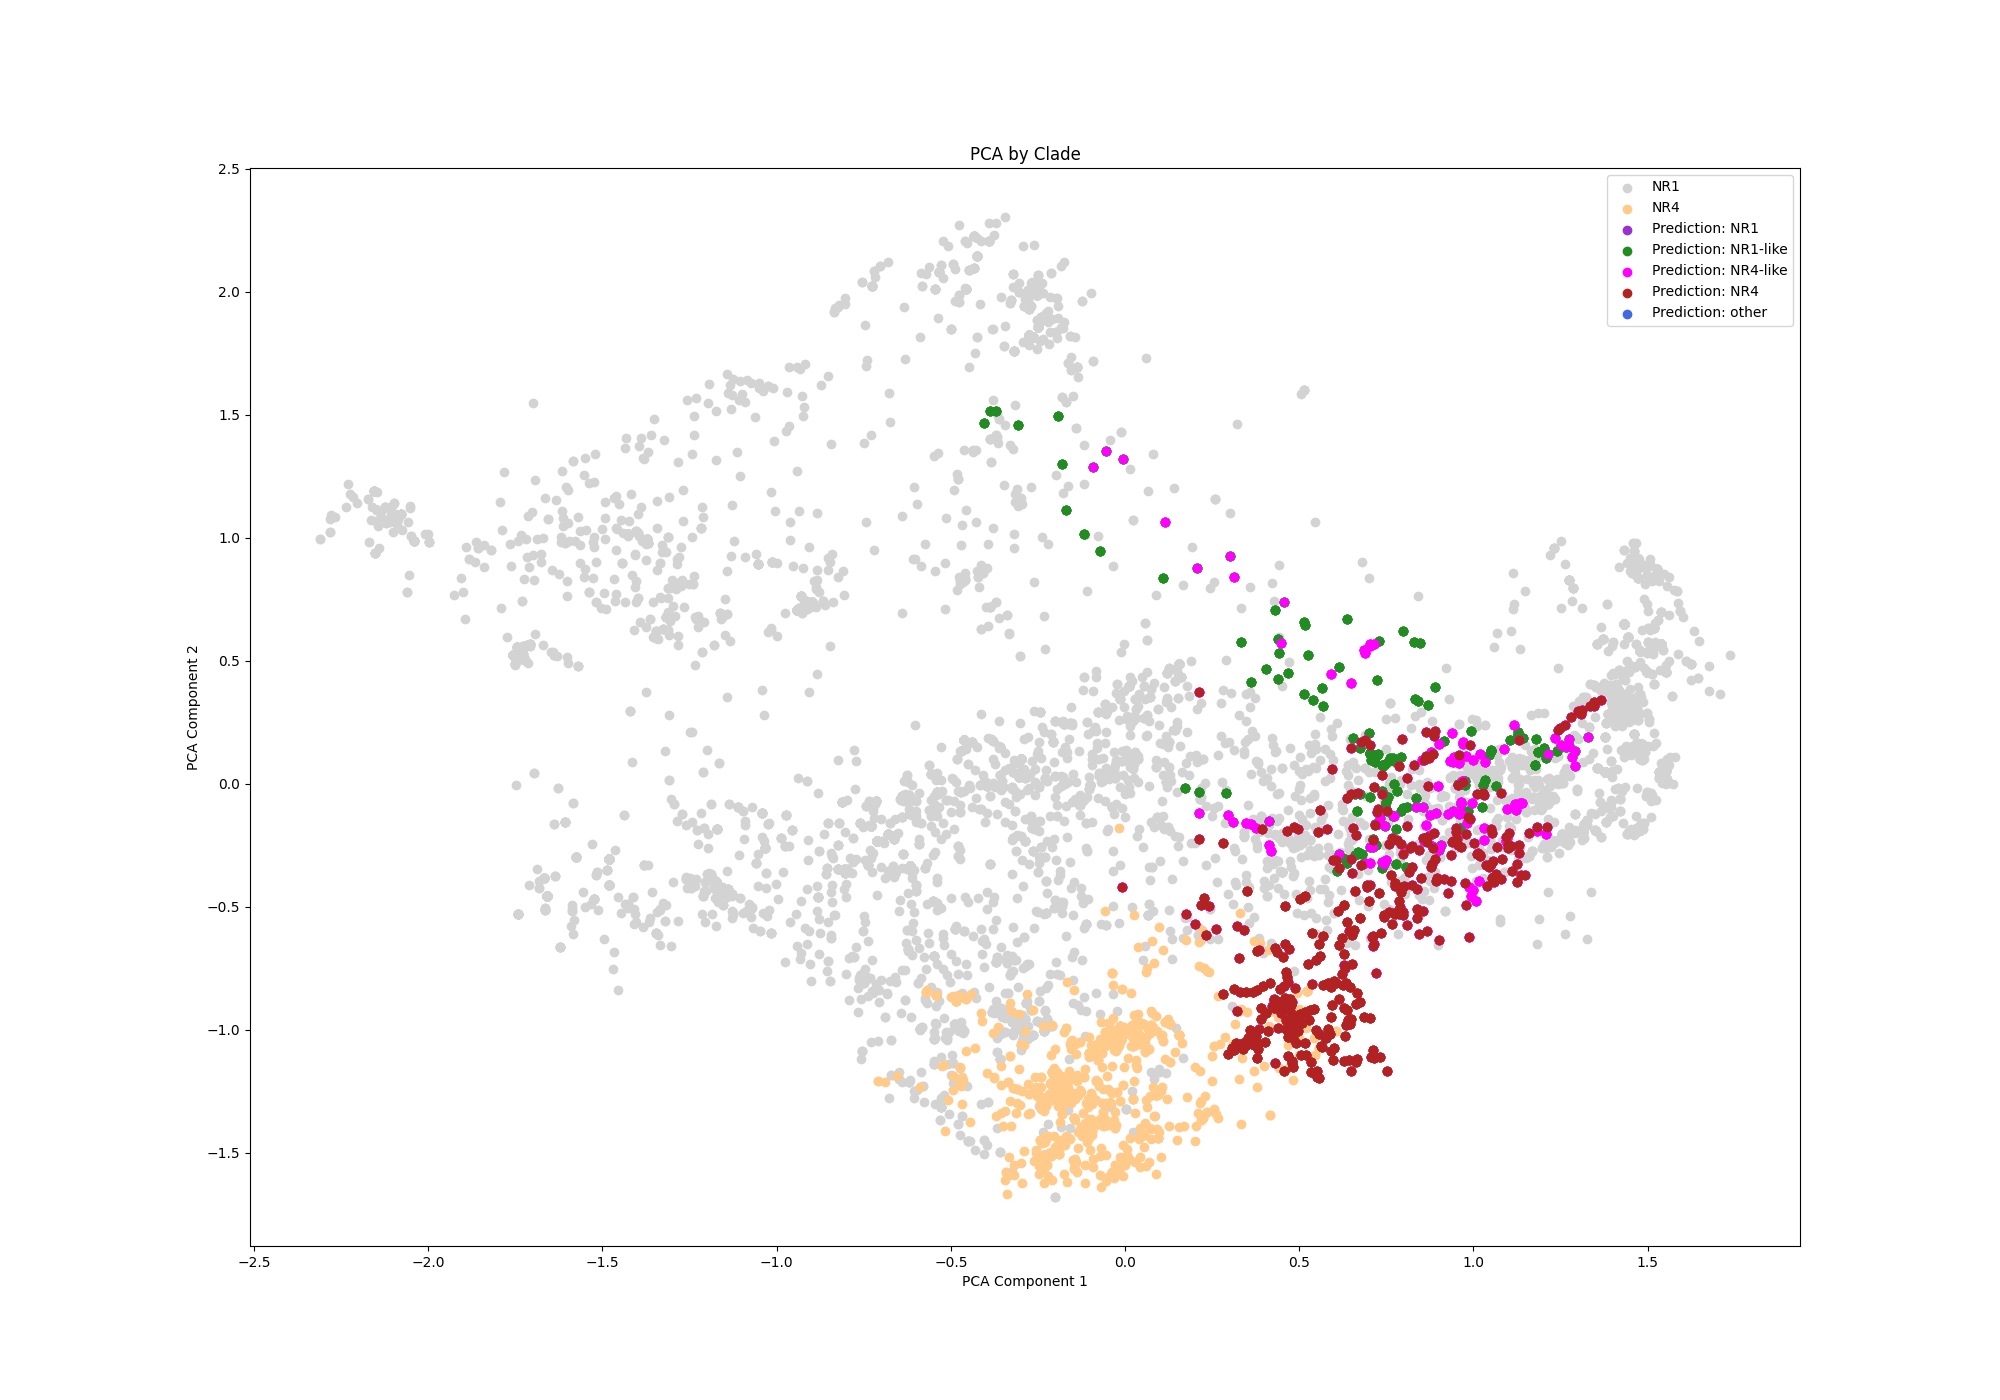 PCA by Clade
NR1
NR4
Prediction: NR1
Prediction: NR1-like
Prediction: NR4-like
Prediction: NR4
Prediction: other
PCA Component 2
2.5
2.0
1.5
1.0
0.5
0.0
−0.5
−1.0
−1.5
−2.5 −2.0 −1.5 −1.0 −0.5 0.0 0.5 1.0 1.5
PCA Component 1